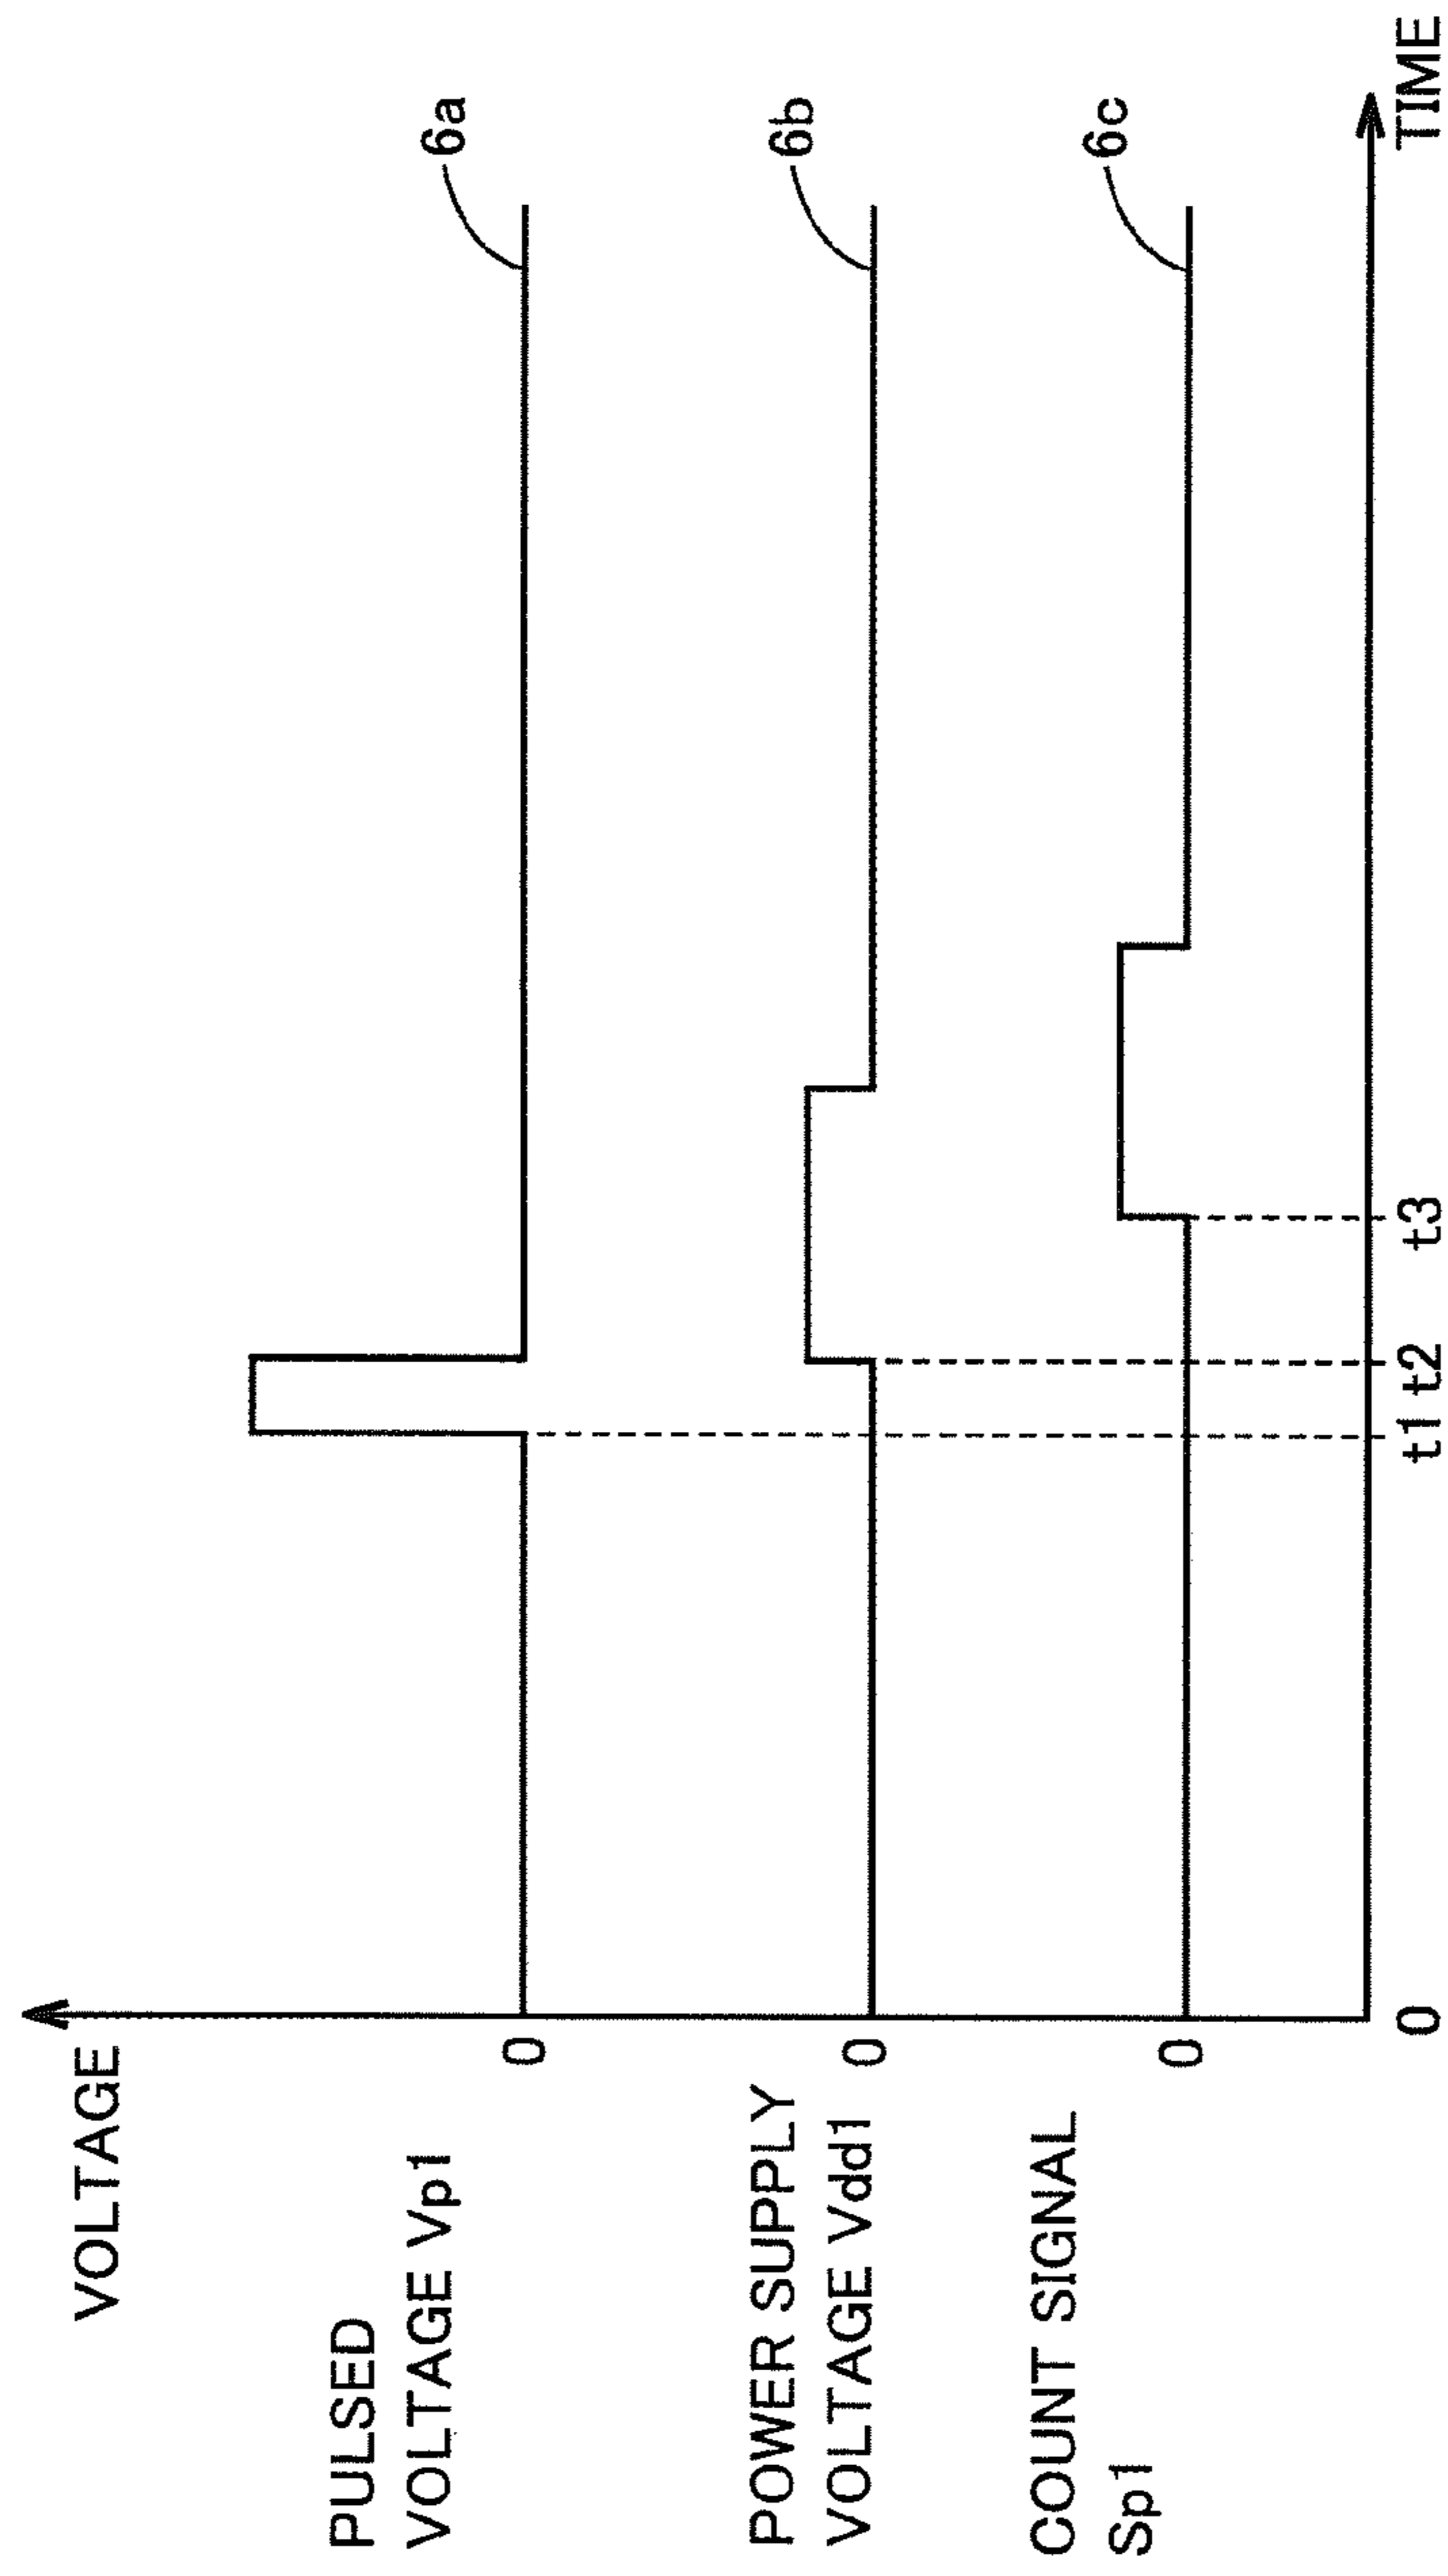 VOLTAGE
PULSED
VOLTAGE Vp1
0
6a
POWER SUPPLY
VOLTAGE Vdd1
0
6b
COUNT SIGNAL
Sp1
0
6c
0
t1
t2
t3
TIME